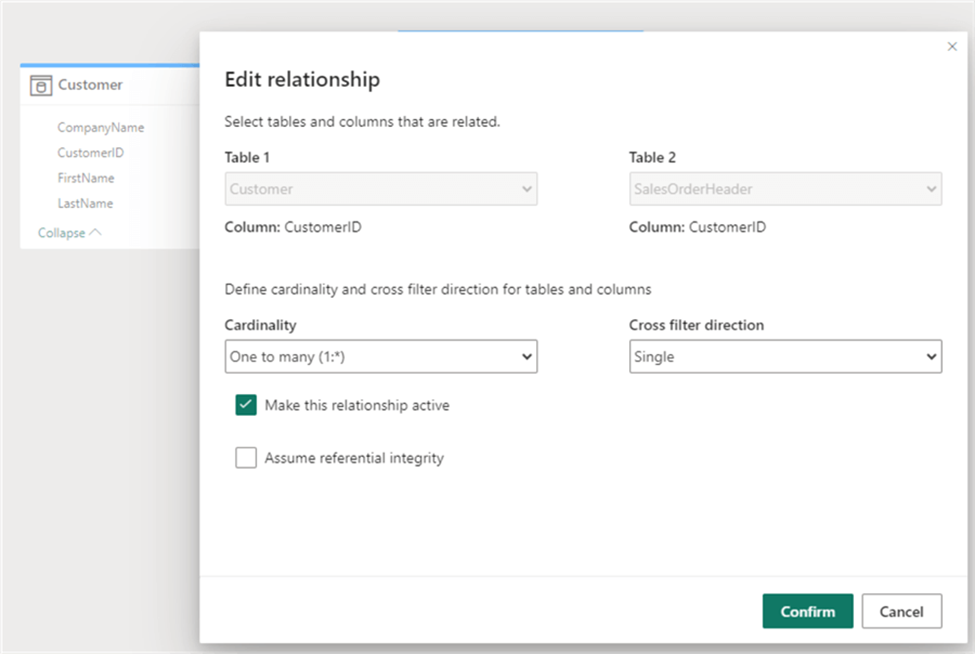 Customer
CompanyName
CustomerID
FirstName
LastName
Collapse
Edit relationship
Select tables and columns that are related.
Table 1
Table 2
Customer
SalesOrderHeader
Column: CustomerID
Column: CustomerID
Define cardinality and cross filter direction for tables and columns
Cardinality
Cross filter direction
One to many (1:*)
Single
Make this relationship active
Assume referential integrity
Confirm
Cancel